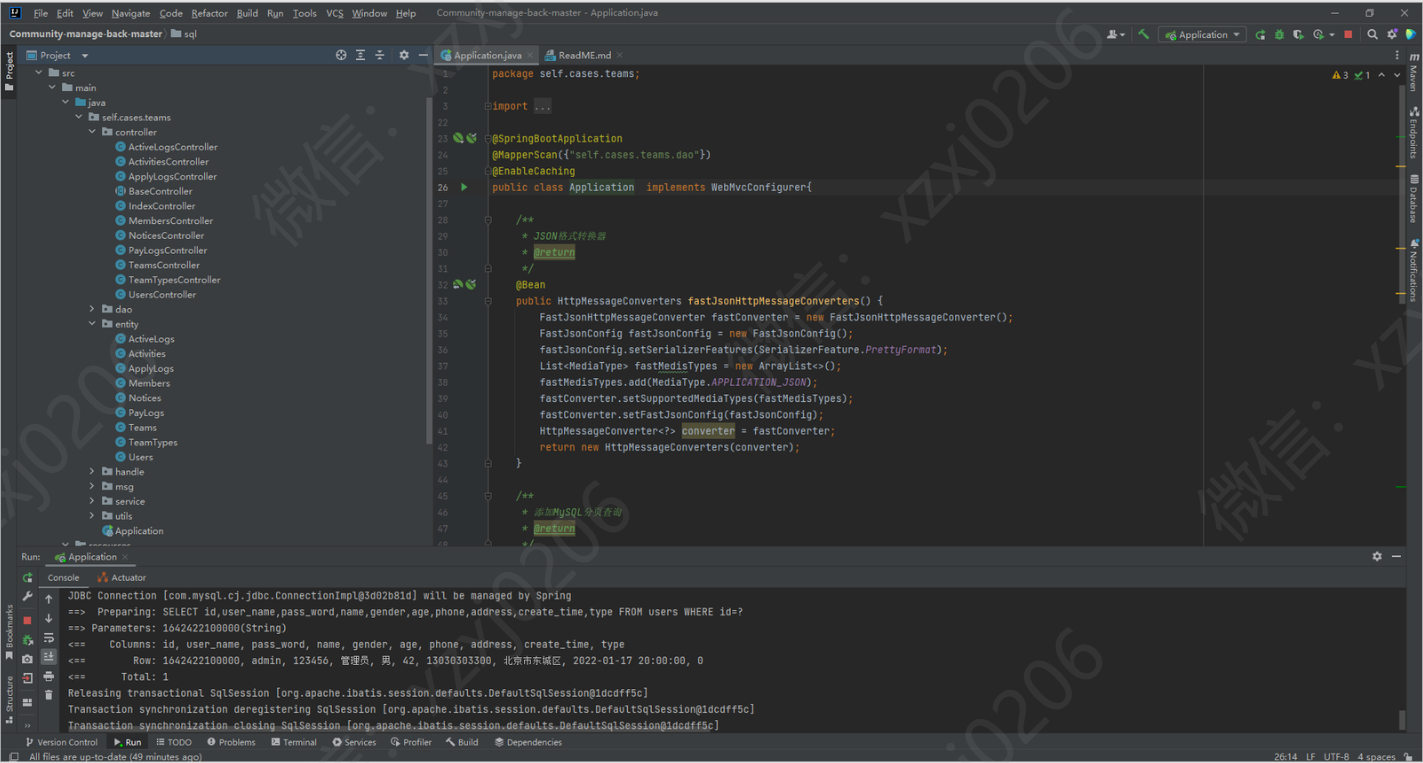 File Edit View Navigate Code Refactor Build Run Tools VCS Window Help Community-manage-back-master - Application.java
Community-manage-back-master sql Application
Project Application.java ReadME.md
src
main
java
self.cases.teams
controller
ActiveLogsController
ActivitiesController
ApplyLogsController
BaseController
IndexController
MembersController
NoticesController
PayLogsController
TeamsController
TeamTypesController
UsersController
dao
entity
ActiveLogs
Activities
ApplyLogs
Members
Notices
PayLogs
Teams
TeamTypes
Users
handle
msg
service
utils
Application
resources
1 package self.cases.teams;
2
3 import ...
22
23 @SpringBootApplication
24 @MapperScan({"self.cases.teams.dao"})
25 @EnableCaching
26 public class Application implements WebMvcConfigurer{
27
28 /**
29 * JSON格式转换器
30 * @return
31 */
32 @Bean
33 public HttpMessageConverters fastJsonHttpMessageConverters() {
34 FastJsonHttpMessageConverter fastConverter = new FastJsonHttpMessageConverter();
35 FastJsonConfig fastJsonConfig = new FastJsonConfig();
36 fastJsonConfig.setSerializerFeatures(SerializerFeature.PrettyFormat);
37 List<MediaType> fastMedisTypes = new ArrayList<>();
38 fastMedisTypes.add(MediaType.APPLICATION_JSON);
39 fastConverter.setSupportedMediaTypes(fastMedisTypes);
40 fastConverter.setFastJsonConfig(fastJsonConfig);
41 HttpMessageConverter<?> converter = fastConverter;
42 return new HttpMessageConverters(converter);
43 }
44
45 /**
46 * 添加MySQL分页查询
47 * @return
48 */
3 1
Project
Bookmarks
Structure
Maven
Endpoints
Database
Notifications
Run: Application
Console Actuator
JDBC Connection [com.mysql.cj.jdbc.ConnectionImpl@3d02b81d] will be managed by Spring
==> Preparing: SELECT id,user_name,pass_word,name,gender,age,phone,address,create_time,type FROM users WHERE id=?
==> Parameters: 1642422100000(String)
<== Columns: id, user_name, pass_word, name, gender, age, phone, address, create_time, type
<== Row: 1642422100000, admin, 123456, 管理员, 男, 42, 13030303300, 北京市东城区, 2022-01-17 20:00:00, 0
<== Total: 1
Releasing transactional SqlSession [org.apache.ibatis.session.defaults.DefaultSqlSession@1dcdff5c]
Transaction synchronization deregistering SqlSession [org.apache.ibatis.session.defaults.DefaultSqlSession@1dcdff5c]
Transaction synchronization closing SqlSession [org.apache.ibatis.session.defaults.DefaultSqlSession@1dcdff5c]
Version Control Run TODO Problems Terminal Services Profiler Build Dependencies
All files are up-to-date (49 minutes ago) 26:14 LF UTF-8 4 spaces
微信: xzxj0206
微信: xzxj0206
微信: xzxj0206